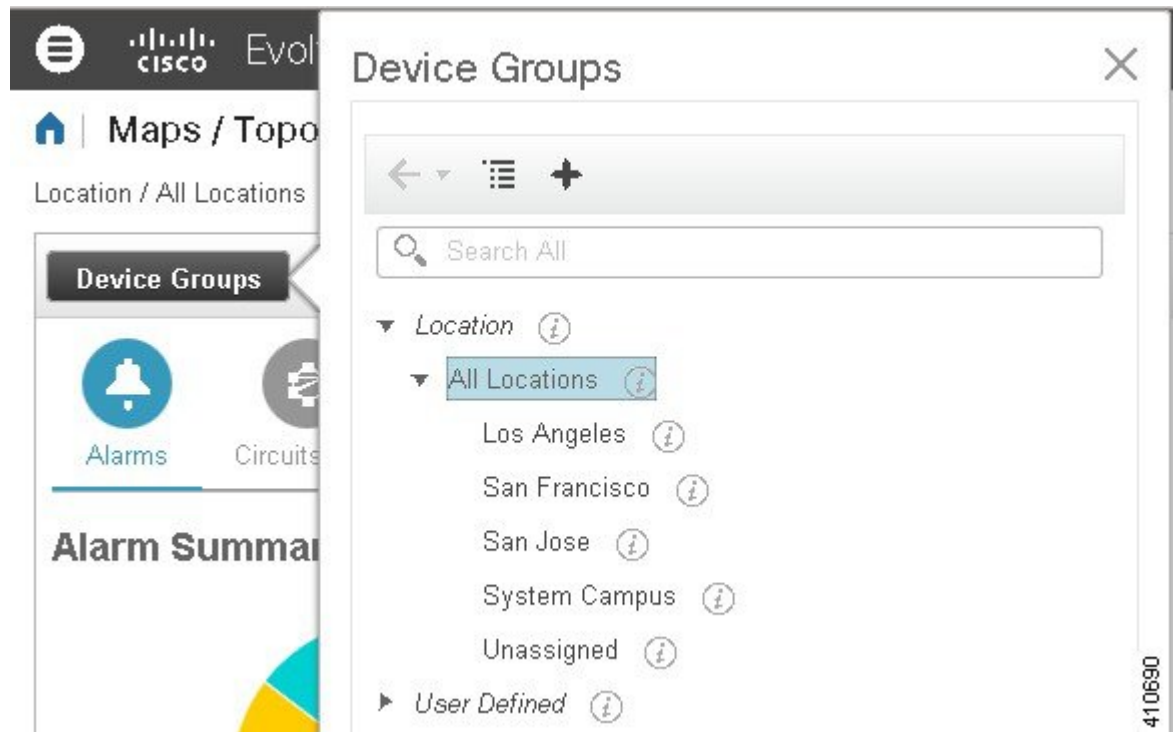 cisco Evol
Maps / Topo
Location / All Locations
Device Groups
Alarms
Circuits
Alarm Summar
Device Groups
Search All
Location
All Locations
Los Angeles
San Francisco
San Jose
System Campus
Unassigned
User Defined
410690